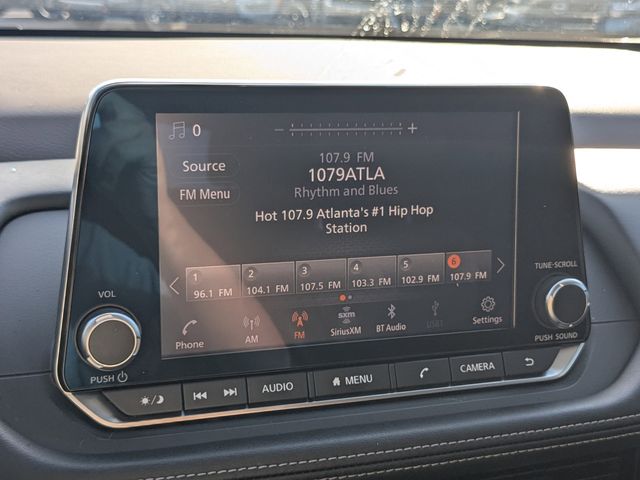 0
- +
Source
107.9 FM
1079ATLA
FM Menu
Rhythm and Blues
Hot 107.9 Atlanta's #1 Hip Hop
Station
1 2 3 4 5 6
96.1 FM 104.1 FM 107.5 FM 103.3 FM 102.9 FM 107.9 FM
Phone AM FM sxm SiriusXM BT Audio USB Settings
VOL
PUSH
TUNE·SCROLL
PUSH SOUND
AUDIO MENU CAMERA